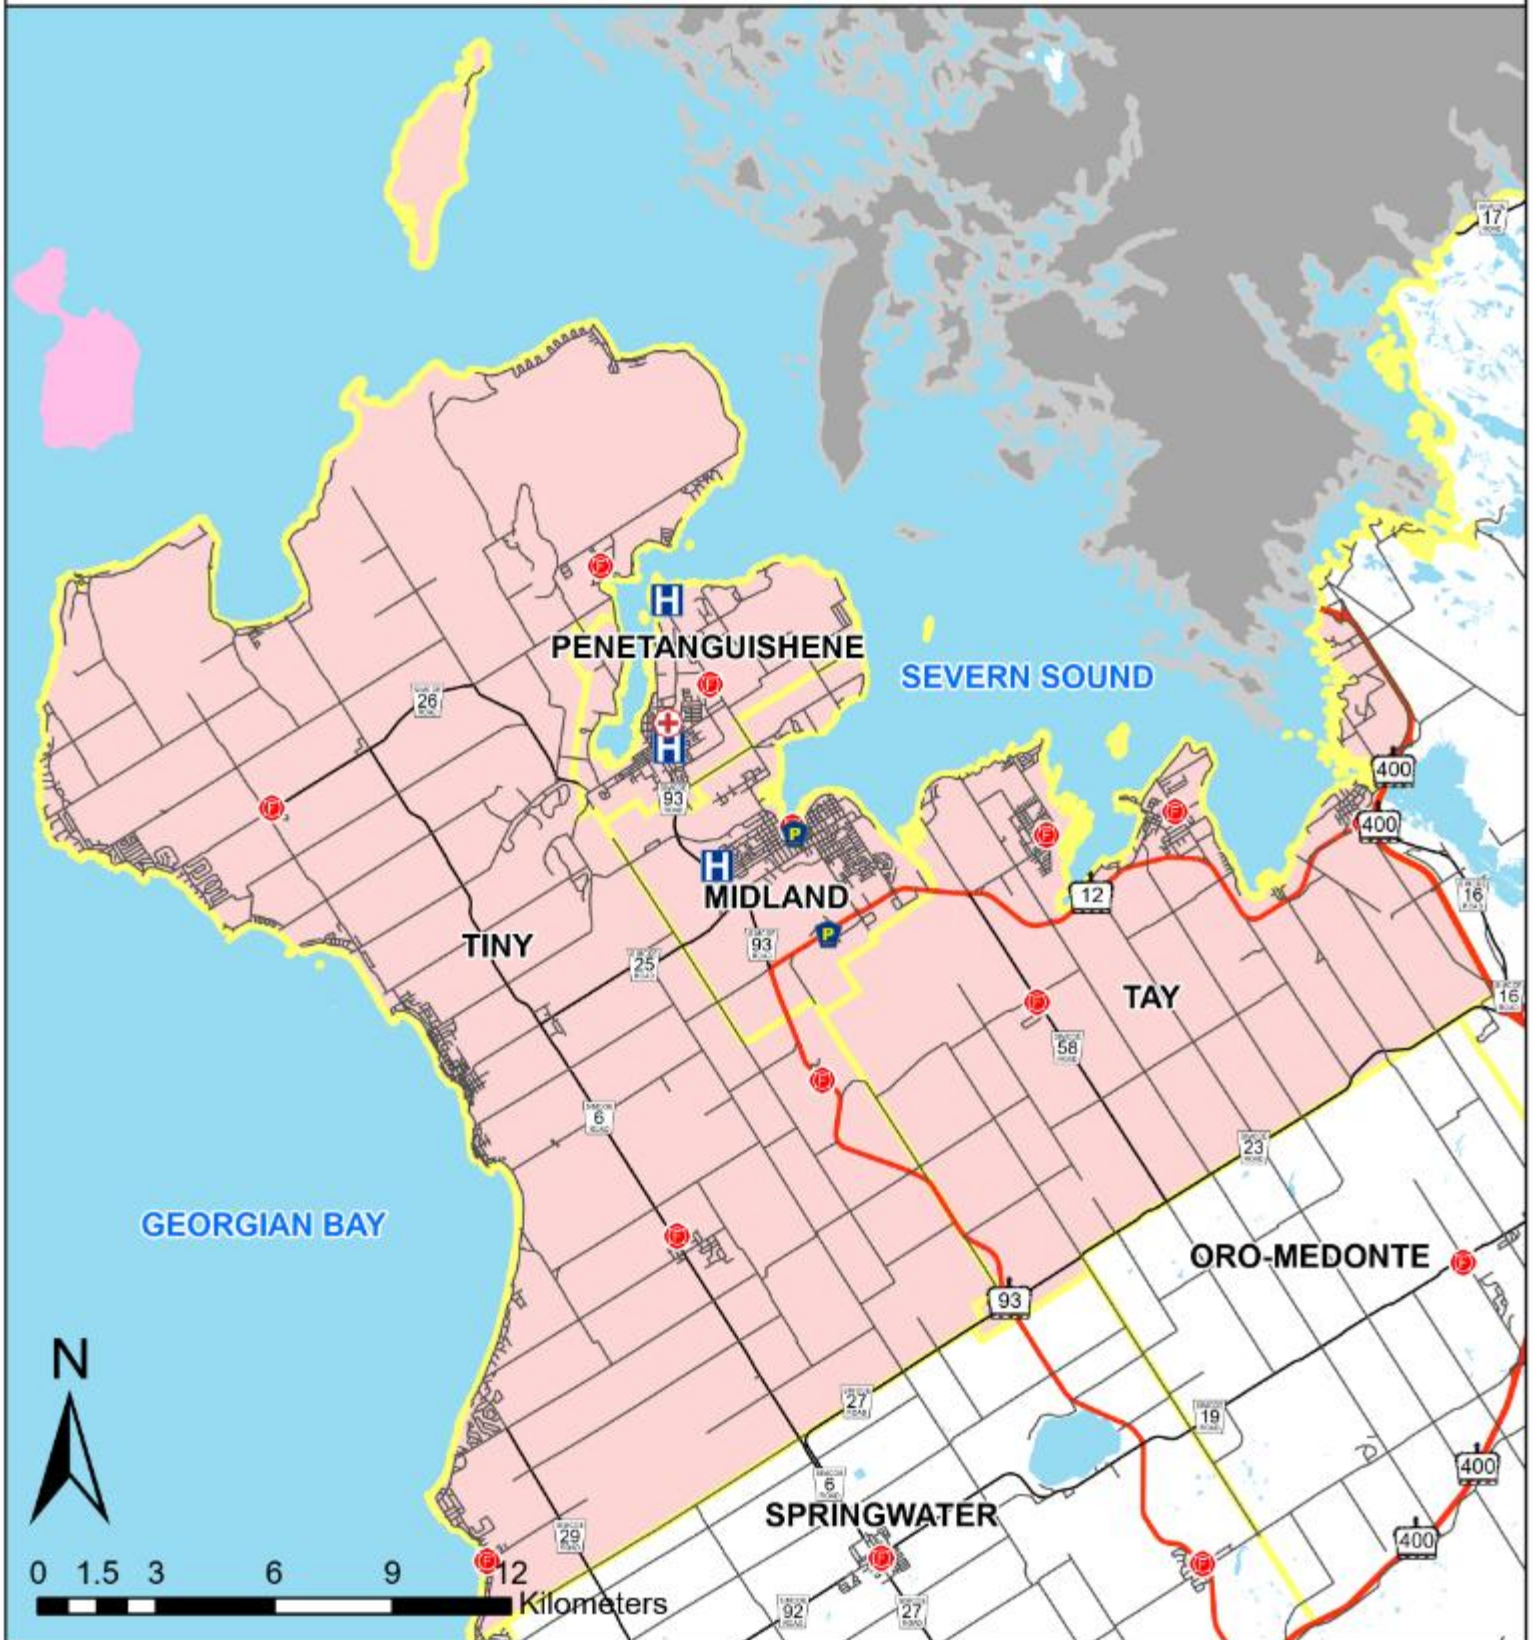 17
H
PENETANGUISHENE
SEVERN SOUND
26
F
F
F
H
93
400
400
F
F
P
H
MIDLAND
12
16
TINY
93
P
25
TAY
F
58
16
F
6
23
GEORGIAN BAY
F
ORO-MEDONTE
F
93
N
27
19
6
400
SPRINGWATER
29
400
F
F
F
0 1.5 3 6 9 12
Kilometers
92
27